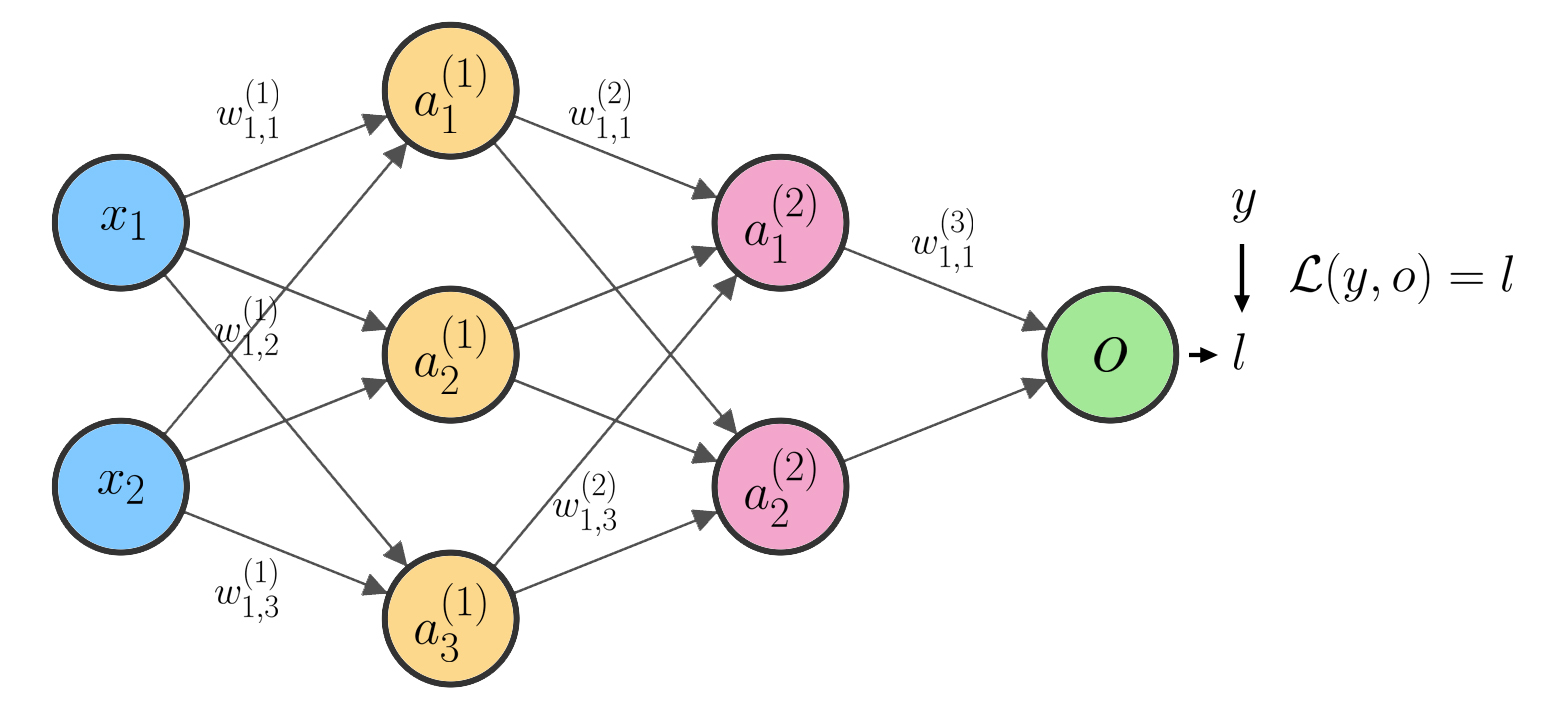 w_{1,1}^{(1)}
a_1^{(1)}
w_{1,1}^{(2)}
x_1
a_1^{(2)}
w_{1,1}^{(3)}
y
ℒ(y, o) = l
w_{1,2}^{(1)}
a_2^{(1)}
o
l
x_2
a_2^{(2)}
w_{1,3}^{(2)}
w_{1,3}^{(1)}
a_3^{(1)}